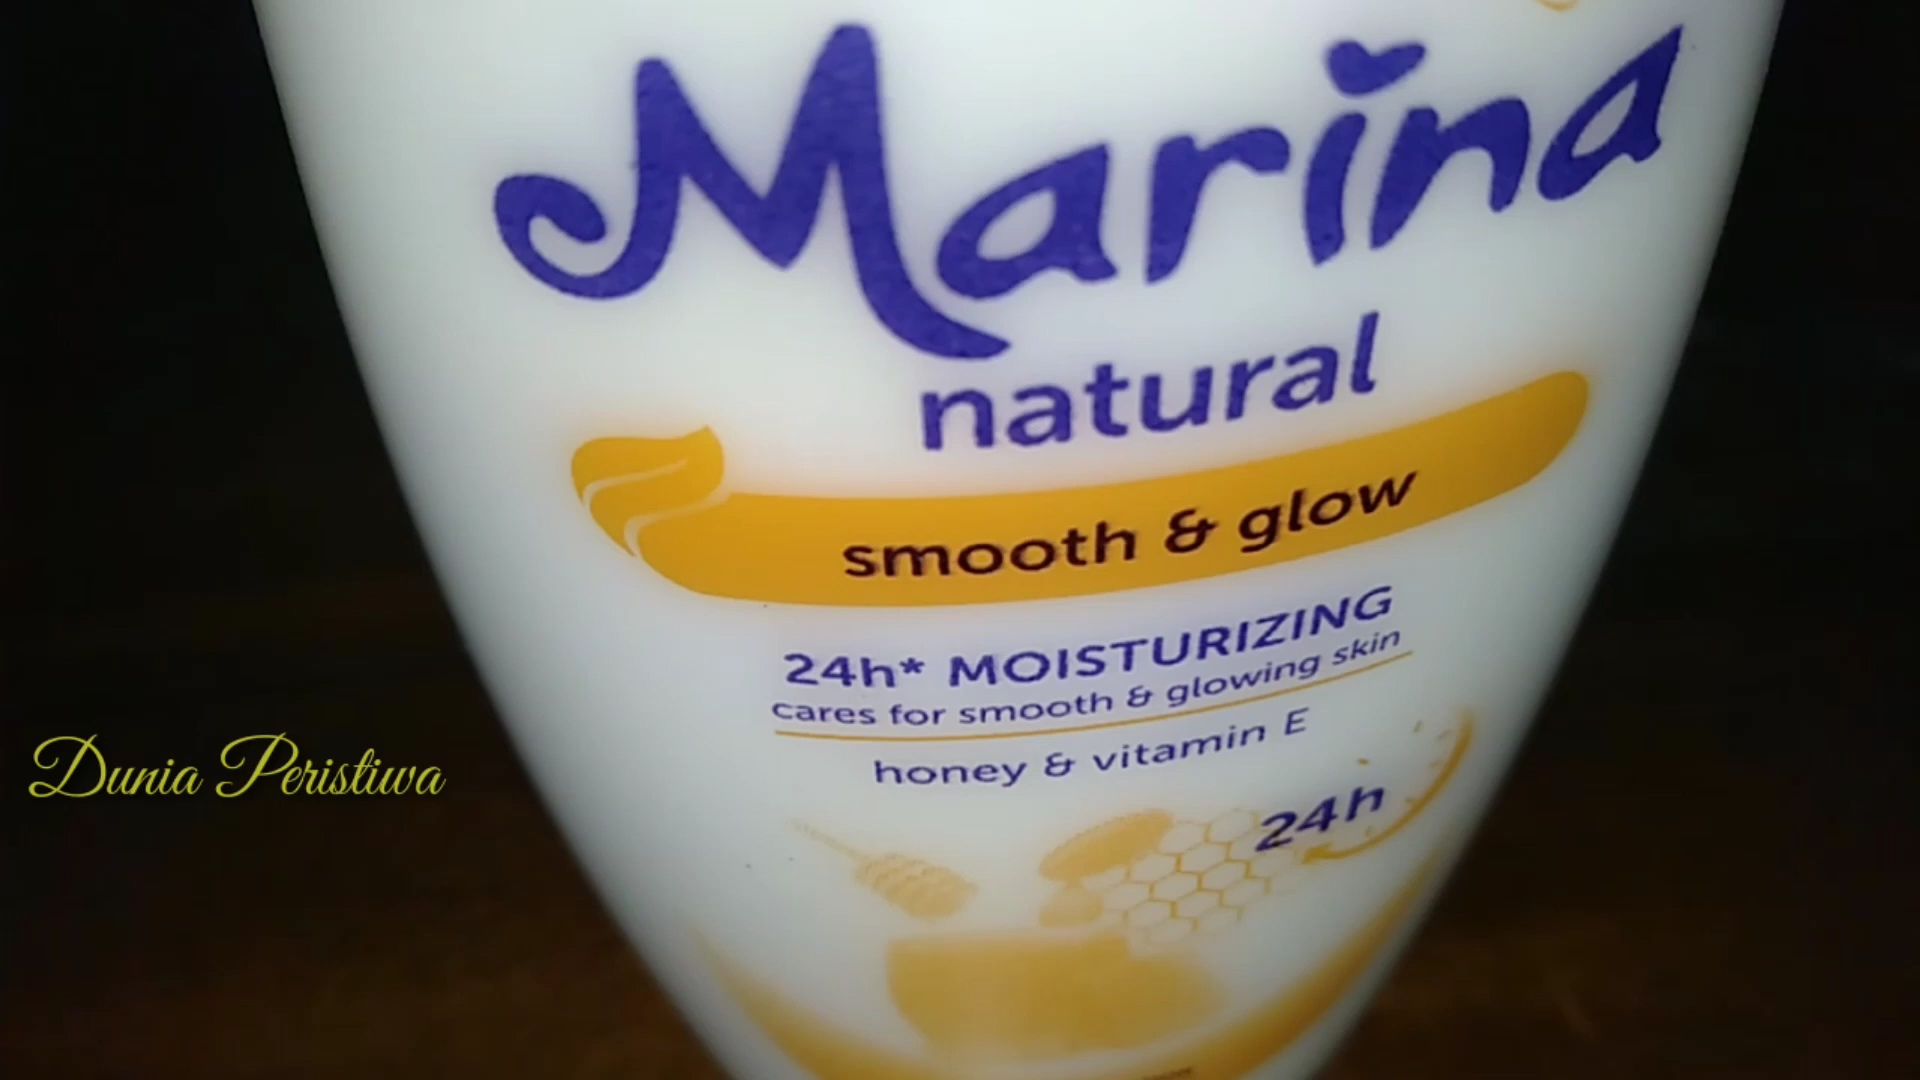 Marina
natural
smooth & glow
24h* MOISTURIZING
cares for smooth & glowing skin
honey & vitamin E
24h
Dunia Peristiwa